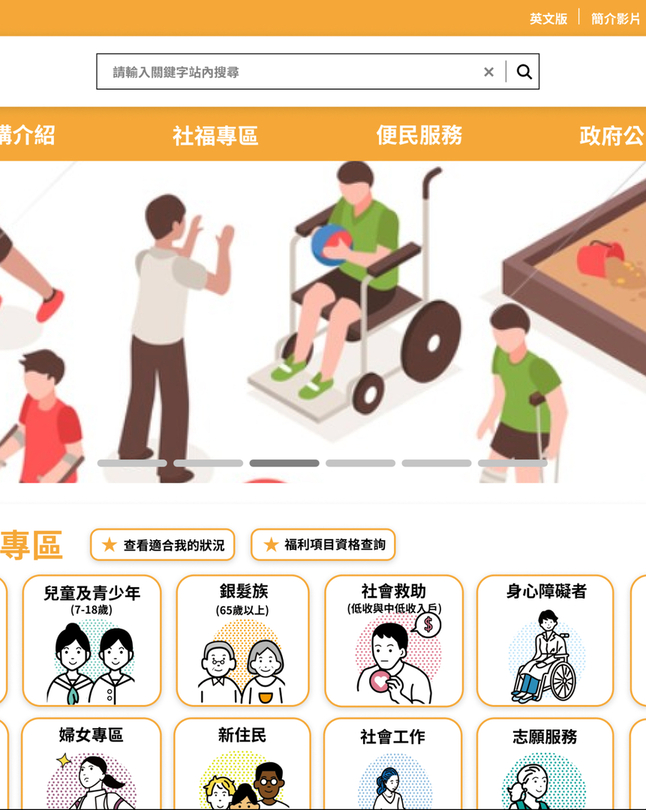 英文版 簡介影片
請輸入關鍵字站內搜尋
構介紹 社福專區 便民服務 政府公
專區 查看適合我的狀況 福利項目資格查詢
兒童及青少年 銀髮族 社會救助 身心障礙者
(7-18歲) (65歲以上) (低收與中低收入戶)
$
婦女專區 新住民 社會工作 志願服務